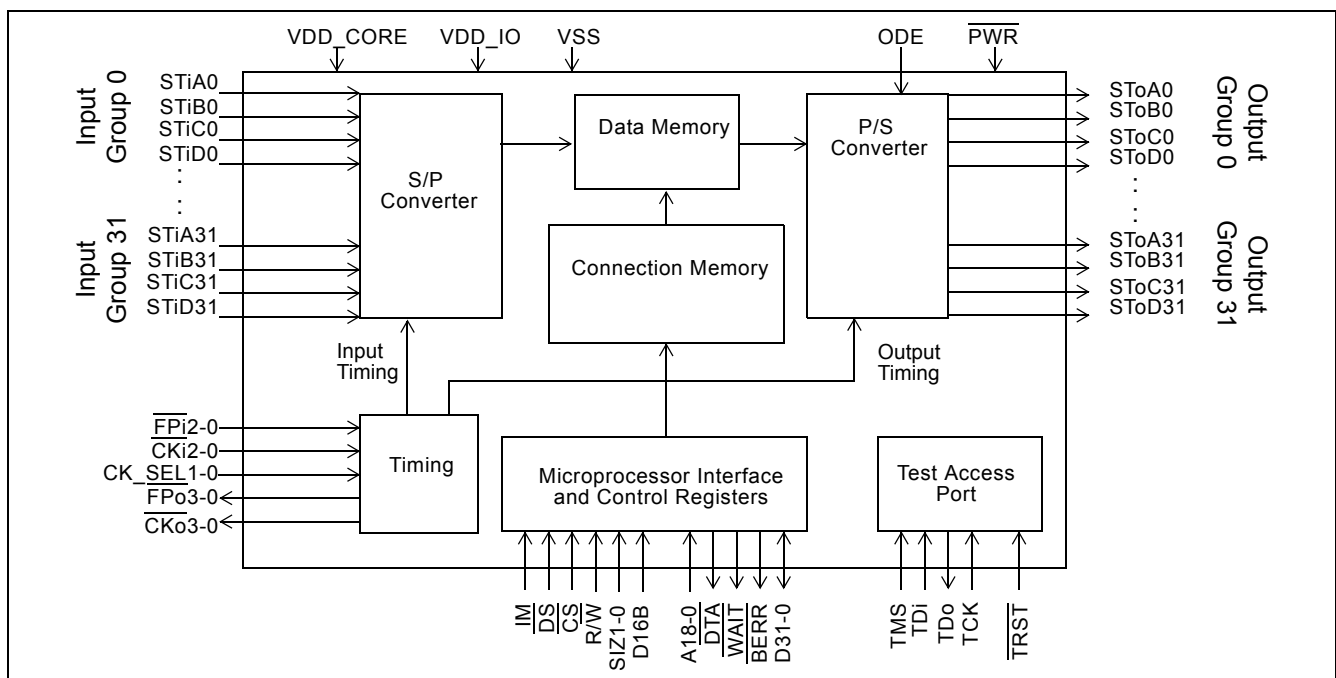 VDD_CORE
VDD_IO
VSS
ODE
PWR
Input
Group 0
STiA0
STiB0
STiC0
STiD0
:
:
Input
Group 31
STiA31
STiB31
STiC31
STiD31
S/P
Converter
Data Memory
Connection Memory
P/S
Converter
SToA0
SToB0
SToC0
SToD0
:
:
SToA31
SToB31
SToC31
SToD31
Output
Group 0
Output
Group 31
Input
Timing
Output
Timing
FPi2-0
CKi2-0
CK_SEL1-0
FPo3-0
CKo3-0
Timing
Microprocessor Interface
and Control Registers
Test Access
Port
IM
DS
CS
R/W
SIZ1-0
D16B
A18-0
DTA
WAIT
BERR
D31-0
TMS
TDi
TDo
TCK
TRST